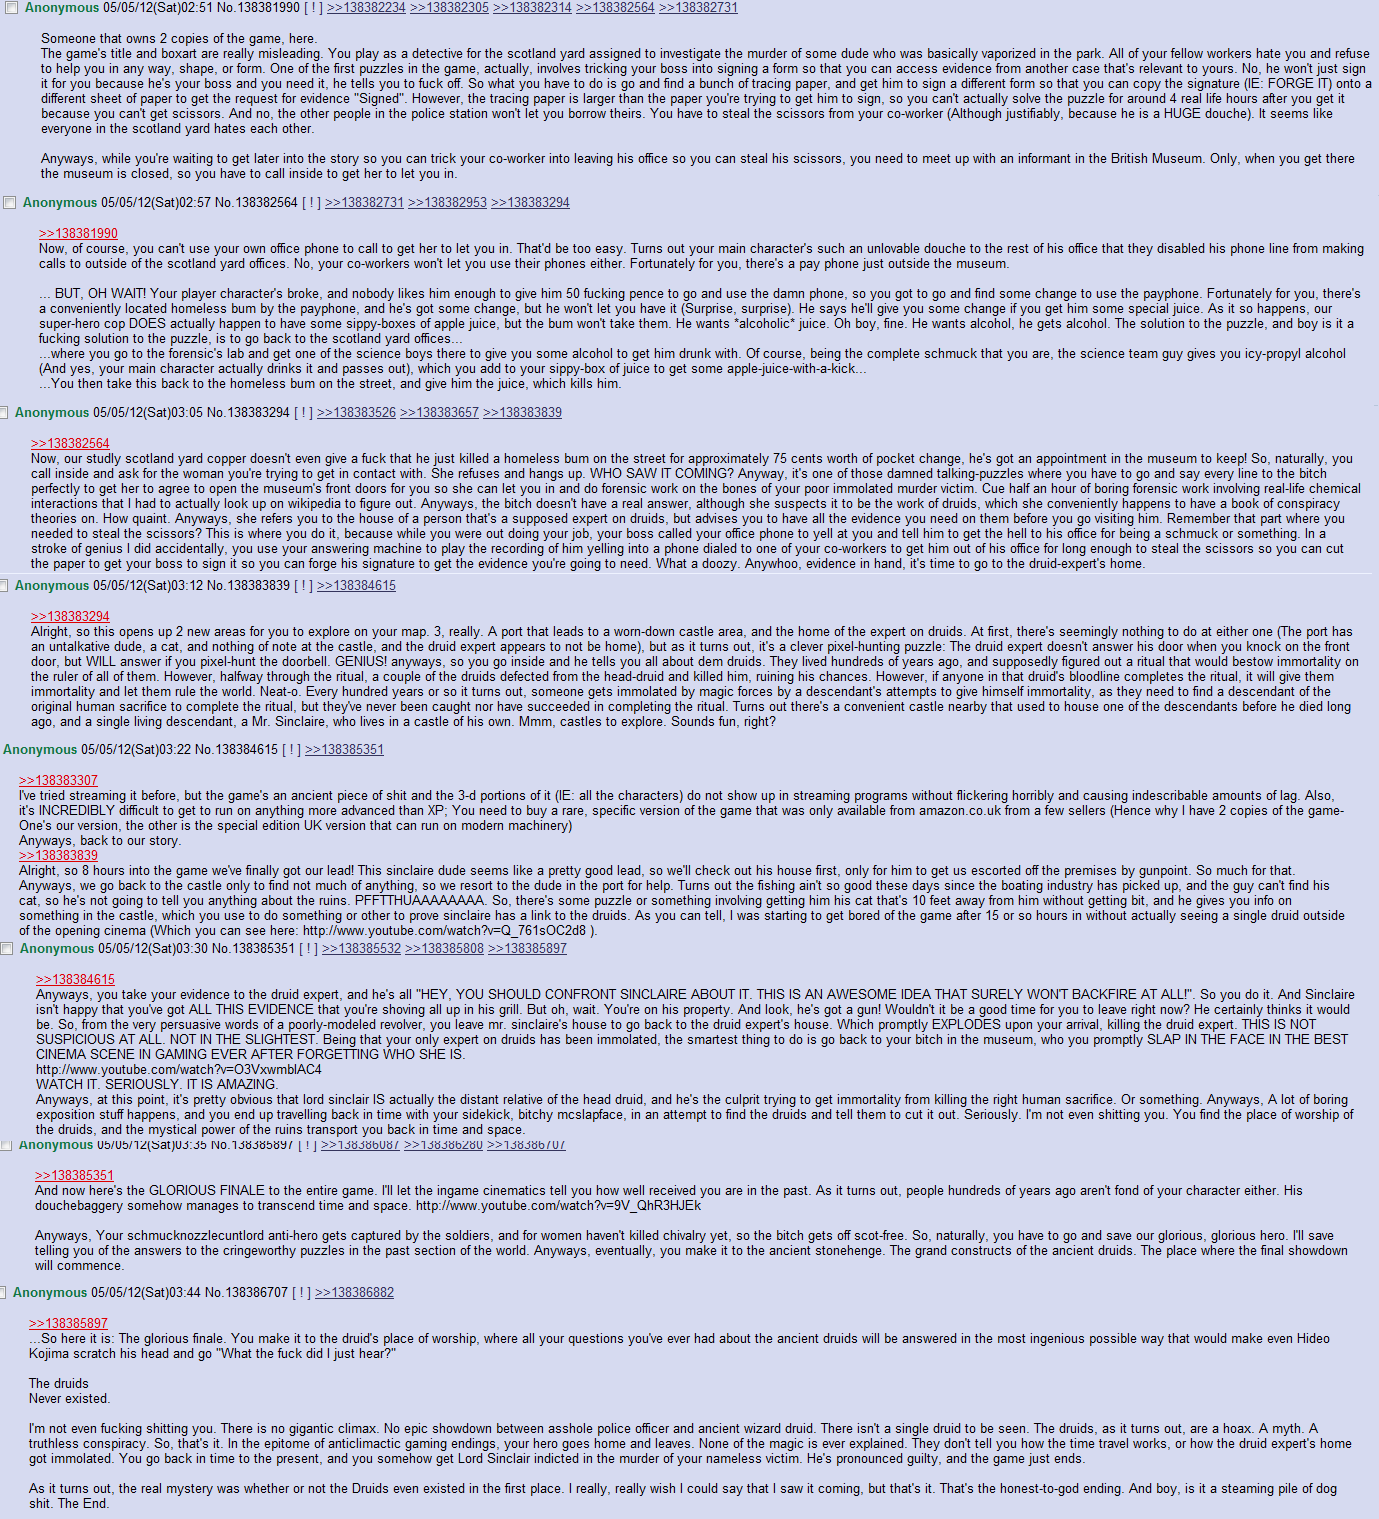 Anonymous 05/05/12(Sat)02:51 No.138381990 [ ! ] >>138382234 >>138382305 >>138382314 >>138382564 >>138382731
Someone that owns 2 copies of the game, here.
The game's title and boxart are really misleading. You play as a detective for the scotland yard assigned to investigate the murder of some dude who was basically vaporized in the park. All of your fellow workers hate you and refuse
to help you in any way, shape, or form. One of the first puzzles in the game, actually, involves tricking your boss into signing a form so that you can access evidence from another case that's relevant to yours. No, he won't just sign
it for you because he's your boss and you need it, he tells you to fuck off. So what you have to do is go and find a bunch of tracing paper, and get him to sign a different form so that you can copy the signature (IE: FORGE IT) onto a
different sheet of paper to get the request for evidence "Signed". However, the tracing paper is larger than the paper you're trying to get him to sign, so you can't actually solve the puzzle for around 4 real life hours after you get it
because you can't get scissors. And no, the other people in the police station won't let you borrow theirs. You have to steal the scissors from your co-worker (Although justifiably, because he is a HUGE douche). It seems like
everyone in the scotland yard hates each other.
Anyways, while you're waiting to get later into the story so you can trick your co-worker into leaving his office so you can steal his scissors, you need to meet up with an informant in the British Museum. Only, when you get there
the museum is closed, so you have to call inside to get her to let you in.
Anonymous 05/05/12(Sat)02:57 No.138382564 [ ! ] >>138382731 >>138382953 >>138383294
>>138381990
Now, of course, you can't use your own office phone to call to get her to let you in. That'd be too easy. Turns out your main character's such an unlovable douche to the rest of his office that they disabled his phone line from making
calls to outside of the scotland yard offices. No, your co-workers won't let you use their phones either. Fortunately for you, there's a pay phone just outside the museum.
... BUT, OH WAIT! Your player character's broke, and nobody likes him enough to give him 50 fucking pence to go and use the damn phone, so you got to go and find some change to use the payphone. Fortunately for you, there's
a conveniently located homeless bum by the payphone, and he's got some change, but he won't let you have it (Surprise, surprise). He says he'll give you some change if you get him some special juice. As it so happens, our
super-hero cop DOES actually happen to have some sippy-boxes of apple juice, but the bum won't take them. He wants *alcoholic* juice. Oh boy, fine. He wants alcohol, he gets alcohol. The solution to the puzzle, and boy is it a
fucking solution to the puzzle, is to go back to the scotland yard offices...
...where you go to the forensic's lab and get one of the science boys there to give you some alcohol to get him drunk with. Of course, being the complete schmuck that you are, the science team guy gives you icy-propyl alcohol
(And yes, your main character actually drinks it and passes out), which you add to your sippy-box of juice to get some apple-juice-with-a-kick...
...You then take this back to the homeless bum on the street, and give him the juice, which kills him.
Anonymous 05/05/12(Sat)03:05 No.138383294 [ ! ] >>138383526 >>138383657 >>138383839
>>138382564
Now, our studly scotland yard copper doesn't even give a fuck that he just killed a homeless bum on the street for approximately 75 cents worth of pocket change, he's got an appointment in the museum to keep! So, naturally, you
call inside and ask for the woman you're trying to get in contact with. She refuses and hangs up. WHO SAW IT COMING? Anyway, it's one of those damned talking-puzzles where you have to go and say every line to the bitch
perfectly to get her to agree to open the museum's front doors for you so she can let you in and do forensic work on the bones of your poor immolated murder victim. Cue half an hour of boring forensic work involving real-life chemical
interactions that I had to actually look up on wikipedia to figure out. Anyways, the bitch doesn't have a real answer, although she suspects it to be the work of druids, which she conveniently happens to have a book of conspiracy
theories on. How quaint. Anyways, she refers you to the house of a person that's a supposed expert on druids, but advises you to have all the evidence you need on them before you go visiting him. Remember that part where you
needed to steal the scissors? This is where you do it, because while you were out doing your job, your boss called your office phone to yell at you and tell him to get the hell to his office for being a schmuck or something. In a
stroke of genius I did accidentally, you use your answering machine to play the recording of him yelling into a phone dialed to one of your co-workers to get him out of his office for long enough to steal the scissors so you can cut
the paper to get your boss to sign it so you can forge his signature to get the evidence you're going to need. What a doozy. Anywhoo, evidence in hand, it's time to go to the druid-expert's home.
Anonymous 05/05/12(Sat)03:12 No.138383839 [ ! ] >>138384615
>>138383294
Alright, so this opens up 2 new areas for you to explore on your map. 3, really. A port that leads to a worn-down castle area, and the home of the expert on druids. At first, there's seemingly nothing to do at either one (The port has
an untalkative dude, a cat, and nothing of note at the castle, and the druid expert appears to not be home), but as it turns out, it's a clever pixel-hunting puzzle: The druid expert doesn't answer his door when you knock on the front
door, but WILL answer if you pixel-hunt the doorbell. GENIUS! anyways, so you go inside and he tells you all about dem druids. They lived hundreds of years ago, and supposedly figured out a ritual that would bestow immortality on
the ruler of all of them. However, halfway through the ritual, a couple of the druids defected from the head-druid and killed him, ruining his chances. However, if anyone in that druid's bloodline completes the ritual, it will give them
immortality and let them rule the world. Neat-o. Every hundred years or so it turns out, someone gets immolated by magic forces by a descendant's attempts to give himself immortality, as they need to find a descendant of the
original human sacrifice to complete the ritual, but they've never been caught nor have succeeded in completing the ritual. Turns out there's a convenient castle nearby that used to house one of the descendants before he died long
ago, and a single living descendant, a Mr. Sinclaire, who lives in a castle of his own. Mmm, castles to explore. Sounds fun, right?
Anonymous 05/05/12(Sat)03:22 No.138384615 [ ! ] >>138385351
>>138383307
I've tried streaming it before, but the game's an ancient piece of shit and the 3-d portions of it (IE: all the characters) do not show up in streaming programs without flickering horribly and causing indescribable amounts of lag. Also,
it's INCREDIBLY difficult to get to run on anything more advanced than XP; You need to buy a rare, specific version of the game that was only available from amazon.co.uk from a few sellers (Hence why I have 2 copies of the game-
One's our version, the other is the special edition UK version that can run on modern machinery)
Anyways, back to our story.
>>138383839
Alright, so 8 hours into the game we've finally got our lead! This sinclaire dude seems like a pretty good lead, so we'll check out his house first, only for him to get us escorted off the premises by gunpoint. So much for that.
Anyways, we go back to the castle only to find not much of anything, so we resort to the dude in the port for help. Turns out the fishing ain't so good these days since the boating industry has picked up, and the guy can't find his
cat, so he's not going to tell you anything about the ruins. PFFTTHUAAAAAAAA. So, there's some puzzle or something involving getting him his cat that's 10 feet away from him without getting bit, and he gives you info on
something in the castle, which you use to do something or other to prove sinclaire has a link to the druids. As you can tell, I was starting to get bored of the game after 15 or so hours in without actually seeing a single druid outside
of the opening cinema (Which you can see here: http://www.youtube.com/watch?v=Q_761sOC2d8 ).
Anonymous 05/05/12(Sat)03:30 No.138385351 [ ! ] >>138385532 >>138385808 >>138385897
>>138384615
Anyways, you take your evidence to the druid expert, and he's all "HEY, YOU SHOULD CONFRONT SINCLAIRE ABOUT IT. THIS IS AN AWESOME IDEA THAT SURELY WON'T BACKFIRE AT ALL!". So you do it. And Sinclaire
isn't happy that you've got ALL THIS EVIDENCE that you're shoving all up in his grill. But oh, wait. You're on his property. And look, he's got a gun! Wouldn't it be a good time for you to leave right now? He certainly thinks it would
be. So, from the very persuasive words of a poorly-modeled revolver, you leave mr. sinclaire's house to go back to the druid expert's house. Which promptly EXPLODES upon your arrival, killing the druid expert. THIS IS NOT
SUSPICIOUS AT ALL. NOT IN THE SLIGHTEST. Being that your only expert on druids has been immolated, the smartest thing to do is go back to your bitch in the museum, who you promptly SLAP IN THE FACE IN THE BEST
CINEMA SCENE IN GAMING EVER AFTER FORGETTING WHO SHE IS.
http://www.youtube.com/watch?v=O3VxwmblAC4
WATCH IT. SERIOUSLY. IT IS AMAZING.
Anyways, at this point, it's pretty obvious that lord sinclair IS actually the distant relative of the head druid, and he's the culprit trying to get immortality from killing the right human sacrifice. Or something. Anyways, A lot of boring
exposition stuff happens, and you end up travelling back in time with your sidekick, bitchy mcslapface, in an attempt to find the druids and tell them to cut it out. Seriously. I'm not even shitting you. You find the place of worship of
the druids, and the mystical power of the ruins transport you back in time and space.
Anonymous 05/05/12(Sat)03:35 No.138385897 [ ! ] >>138386087 >>138386280 >>138386707
>>138385351
And now here's the GLORIOUS FINALE to the entire game. I'll let the ingame cinematics tell you how well received you are in the past. As it turns out, people hundreds of years ago aren't fond of your character either. His
douchebaggery somehow manages to transcend time and space. http://www.youtube.com/watch?v=9V_QhR3HJEk
Anyways, Your schmucknozzlecuntlord anti-hero gets captured by the soldiers, and for women haven't killed chivalry yet, so the bitch gets off scot-free. So, naturally, you have to go and save our glorious, glorious hero. I'll save
telling you of the answers to the cringeworthy puzzles in the past section of the world. Anyways, eventually, you make it to the ancient stonehenge. The grand constructs of the ancient druids. The place where the final showdown
will commence.
Anonymous 05/05/12(Sat)03:44 No.138386707 [ ! ] >>138386882
>>138385897
...So here it is: The glorious finale. You make it to the druid's place of worship, where all your questions you've ever had about the ancient druids will be answered in the most ingenious possible way that would make even Hideo
Kojima scratch his head and go "What the fuck did I just hear?"
The druids
Never existed.
I'm not even fucking shitting you. There is no gigantic climax. No epic showdown between asshole police officer and ancient wizard druid. There isn't a single druid to be seen. The druids, as it turns out, are a hoax. A myth. A
truthless conspiracy. So, that's it. In the epitome of anticlimactic gaming endings, your hero goes home and leaves. None of the magic is ever explained. They don't tell you how the time travel works, or how the druid expert's home
got immolated. You go back in time to the present, and you somehow get Lord Sinclair indicted in the murder of your nameless victim. He's pronounced guilty, and the game just ends.
As it turns out, the real mystery was whether or not the Druids even existed in the first place. I really, really wish I could say that I saw it coming, but that's it. That's the honest-to-god ending. And boy, is it a steaming pile of dog
shit. The End.